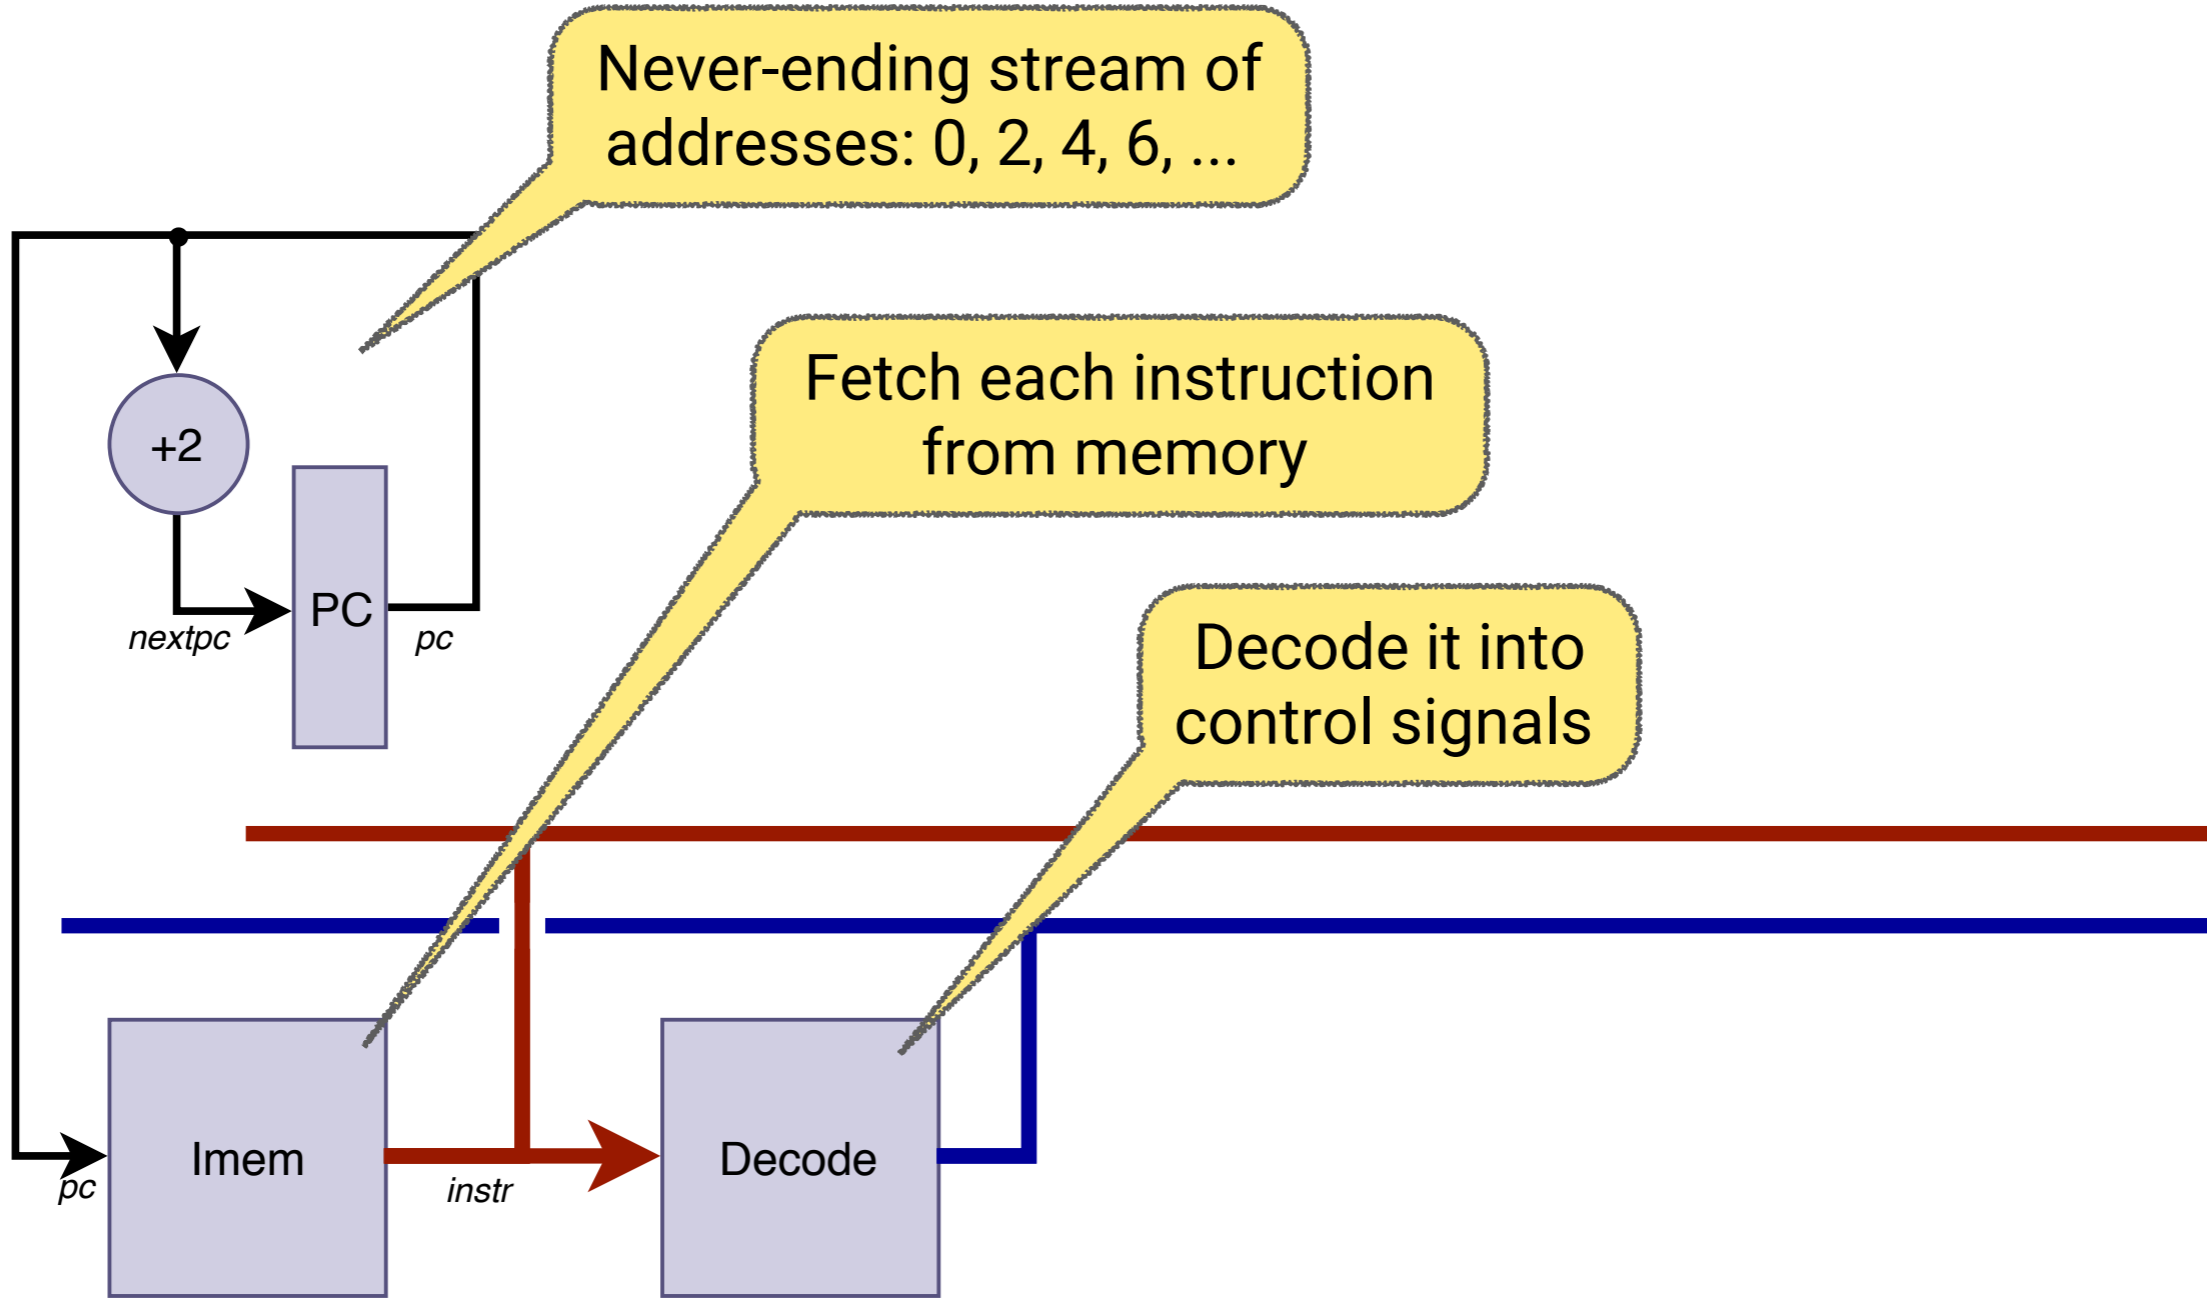 Never-ending stream of
addresses: 0, 2, 4, 6, ...
Fetch each instruction
from memory
+2
PC
nextpc
pc
Decode it into
control signals
Imem
Decode
pc
instr